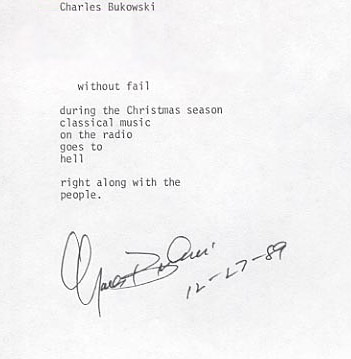 Charles Bukowski
without fail
during the Christmas season
classical music
on the radio
goes to
hell
right along with the
people.
Charles Bukowski
12-27-89